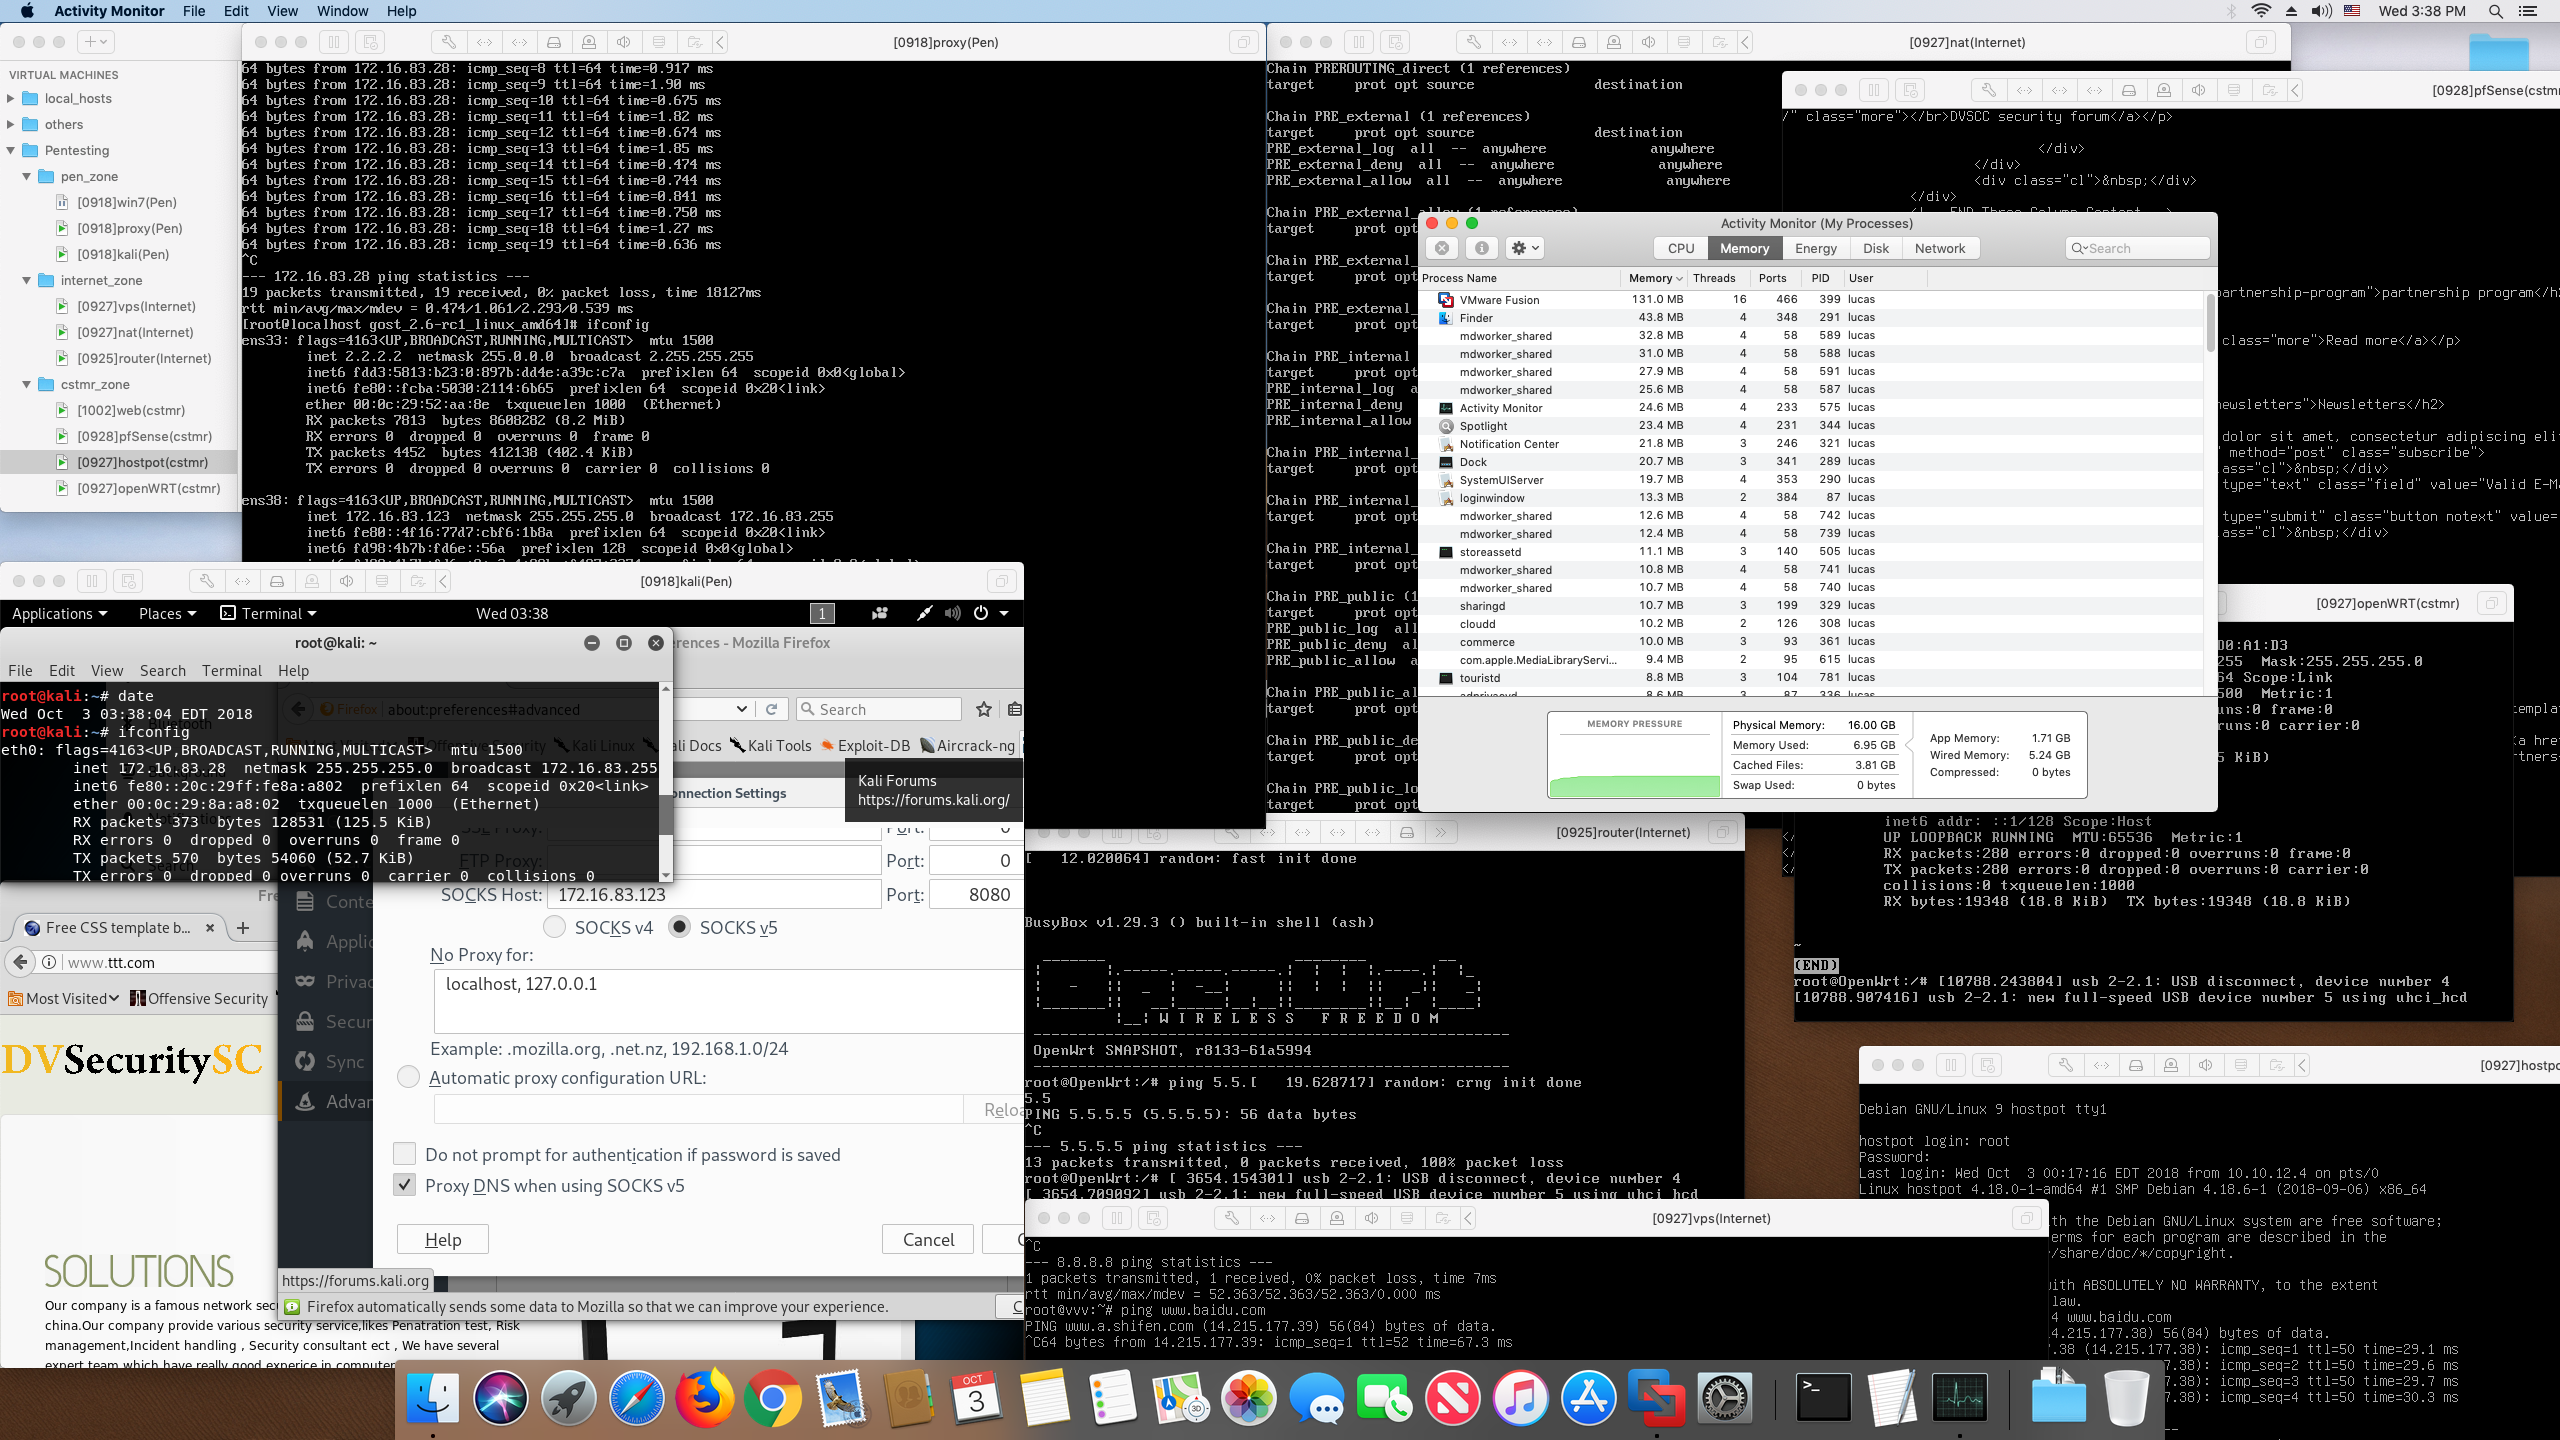 Activity Monitor File Edit View Window Help
Wed 3:38 PM
VIRTUAL MACHINES
local_hosts
others
Pentesting
pen_zone
[0918]win7(Pen)
[0918]proxy(Pen)
[0918]kali(Pen)
internet_zone
[0927]vps(Internet)
[0927]nat(Internet)
[0925]router(Internet)
cstmr_zone
[1002]web(cstmr)
[0928]pfSense(cstmr)
[0927]hostpot(cstmr)
[0927]openWRT(cstmr)
[0918]proxy(Pen)
64 bytes from 172.16.83.28: icmp_seq=8 ttl=64 time=0.917 ms
64 bytes from 172.16.83.28: icmp_seq=9 ttl=64 time=1.90 ms
64 bytes from 172.16.83.28: icmp_seq=10 ttl=64 time=0.675 ms
64 bytes from 172.16.83.28: icmp_seq=11 ttl=64 time=1.82 ms
64 bytes from 172.16.83.28: icmp_seq=12 ttl=64 time=0.674 ms
64 bytes from 172.16.83.28: icmp_seq=13 ttl=64 time=1.85 ms
64 bytes from 172.16.83.28: icmp_seq=14 ttl=64 time=0.474 ms
64 bytes from 172.16.83.28: icmp_seq=15 ttl=64 time=0.744 ms
64 bytes from 172.16.83.28: icmp_seq=16 ttl=64 time=0.841 ms
64 bytes from 172.16.83.28: icmp_seq=17 ttl=64 time=0.750 ms
64 bytes from 172.16.83.28: icmp_seq=18 ttl=64 time=1.27 ms
64 bytes from 172.16.83.28: icmp_seq=19 ttl=64 time=0.636 ms
^C
--- 172.16.83.28 ping statistics ---
19 packets transmitted, 19 received, 0% packet loss, time 18127ms
rtt min/avg/max/mdev = 0.474/1.061/2.293/0.539 ms
[root@localhost gost_2.6-rc1_linux_amd64]# ifconfig
ens33: flags=4163<UP,BROADCAST,RUNNING,MULTICAST>  mtu 1500
inet 2.2.2.2  netmask 255.0.0.0  broadcast 2.255.255.255
inet6 fdd3:5813:b23:0:897b:dd4e:a39c:c7a  prefixlen 64  scopeid 0x0<global>
inet6 fe80::fcba:5030:2114:6b65  prefixlen 64  scopeid 0x20<link>
ether 00:0c:29:52:aa:8e  txqueuelen 1000  (Ethernet)
RX packets 7813  bytes 8608282 (8.2 MiB)
RX errors 0  dropped 0  overruns 0  frame 0
TX packets 4452  bytes 412138 (402.4 KiB)
TX errors 0  dropped 0 overruns 0  carrier 0  collisions 0
ens38: flags=4163<UP,BROADCAST,RUNNING,MULTICAST>  mtu 1500
inet 172.16.83.123  netmask 255.255.255.0  broadcast 172.16.83.255
inet6 fe80::4f16:77d7:cbf6:1b8a  prefixlen 64  scopeid 0x20<link>
inet6 fd98:4b7b:fd6e::56a  prefixlen 128  scopeid 0x0<global>
[0927]nat(Internet)
Chain PREROUTING_direct (1 references)
target     prot opt source               destination
Chain PRE_external (1 references)
target     prot opt source               destination
PRE_external_log  all  --  anywhere             anywhere
PRE_external_deny  all  --  anywhere             anywhere
PRE_external_allow  all  --  anywhere             anywhere
Chain PRE_external_
target     prot opt
Chain PRE_external_
target     prot opt
Chain PRE_internal
target     prot opt
PRE_internal_log
PRE_internal_deny
PRE_internal_allow
Chain PRE_internal_
target     prot opt
Chain PRE_internal_
target     prot opt
Chain PRE_internal_
target     prot opt
Chain PRE_public (1
target     prot opt
PRE_public_log  all
PRE_public_deny
PRE_public_allow
Chain PRE_public_al
target     prot opt
Chain PRE_public_de
target     prot opt
Chain PRE_public_lo
target     prot opt
[0928]pfSense(cstmr
/" class="more"></br>DVSCC security forum</a></p>
</div>
</div>
<div class="cl">&nbsp;</div>
</div>
partnership-program">partnership program</h
class="more">Read more</a></p>
newsletters">Newsletters</h2>
dolor sit amet, consectetur adipiscing eli
" method="post" class="subscribe">
ass="cl">&nbsp;</div>
type="text" class="field" value="Valid E-M
type="submit" class="button notext" value=
ass="cl">&nbsp;</div>
Activity Monitor (My Processes)
CPU Memory Energy Disk Network
Search
Process Name Memory Threads Ports PID User
VMware Fusion 131.0 MB 16 466 399 lucas
Finder 43.8 MB 4 348 291 lucas
mdworker_shared 32.8 MB 4 58 589 lucas
mdworker_shared 31.0 MB 4 58 588 lucas
mdworker_shared 27.9 MB 4 58 591 lucas
mdworker_shared 25.6 MB 4 58 587 lucas
Activity Monitor 24.6 MB 4 233 575 lucas
Spotlight 23.4 MB 4 231 344 lucas
Notification Center 21.8 MB 3 246 321 lucas
Dock 20.7 MB 3 341 289 lucas
SystemUIServer 19.7 MB 4 353 290 lucas
loginwindow 13.3 MB 2 384 87 lucas
mdworker_shared 12.6 MB 4 58 742 lucas
mdworker_shared 12.4 MB 4 58 739 lucas
storeassetd 11.1 MB 3 140 505 lucas
mdworker_shared 10.8 MB 4 58 741 lucas
mdworker_shared 10.7 MB 4 58 740 lucas
sharingd 10.7 MB 3 199 329 lucas
cloudd 10.2 MB 2 126 308 lucas
commerce 10.0 MB 3 93 361 lucas
com.apple.MediaLibraryServi... 9.4 MB 2 95 615 lucas
touristd 8.8 MB 3 104 781 lucas
MEMORY PRESSURE
Physical Memory: 16.00 GB
Memory Used: 6.95 GB
Cached Files: 3.81 GB
Swap Used: 0 bytes
App Memory: 1.71 GB
Wired Memory: 5.24 GB
Compressed: 0 bytes
[0918]kali(Pen)
Applications Places Terminal Wed 03:38 1
root@kali: ~
erences - Mozilla Firefox
File Edit View Search Terminal Help
root@kali:~# date
Wed Oct  3 03:38:04 EDT 2018
root@kali:~# ifconfig
eth0: flags=4163<UP,BROADCAST,RUNNING,MULTICAST>  mtu 1500
inet 172.16.83.28  netmask 255.255.255.0  broadcast 172.16.83.255
inet6 fe80::20c:29ff:fe8a:a802  prefixlen 64  scopeid 0x20<link>
ether 00:0c:29:8a:a8:02  txqueuelen 1000  (Ethernet)
RX packets 373  bytes 128531 (125.5 KiB)
RX errors 0  dropped 0  overruns 0  frame 0
TX packets 570  bytes 54060 (52.7 KiB)
TX errors 0  dropped 0 overruns 0  carrier 0  collisions 0
Firefox about:preferences#advanced
Search
Kali Linux Kali Docs Kali Tools Exploit-DB Aircrack-ng
Kali Forums
https://forums.kali.org/
onnection Settings
SSL Proxy: Port: 0
FTP Proxy: Port: 0
SOCKS Host: 172.16.83.123 Port: 8080
SOCKS v4 SOCKS v5
No Proxy for:
localhost, 127.0.0.1
Example: .mozilla.org, .net.nz, 192.168.1.0/24
Automatic proxy configuration URL:
Reloa
Do not prompt for authentication if password is saved
Proxy DNS when using SOCKS v5
Help Cancel
Conte
Applic
Privac
Secur
Sync
Advan
https://forums.kali.org
Firefox automatically sends some data to Mozilla so that we can improve your experience.
Free CSS template b...
www.ttt.com
Most Visited Offensive Security
DVSecuritySC
SOLUTIONS
Our company is a famous network sec
china.Our company provide various security service,likes Penatration test, Risk
management,Incident handling , Security consultant ect , We have several
expert team which have really good experice in computer
[0925]router(Internet)
[   12.020064] random: fast init done
BusyBox v1.29.3 () built-in shell (ash)
W I R E L E S S   F R E E D O M
OpenWrt SNAPSHOT, r8133-61a5994
root@OpenWrt:/# ping 5.5.[   19.628717] random: crng init done
5.5
PING 5.5.5.5 (5.5.5.5): 56 data bytes
^C
--- 5.5.5.5 ping statistics ---
13 packets transmitted, 0 packets received, 100% packet loss
root@OpenWrt:/# [ 3654.154301] usb 2-2.1: USB disconnect, device number 4
[ 3654.709092] usb 2-2.1: new full-speed USB device number 5 using uhci_hcd
[0927]openWRT(cstmr)
D0:A1:D3
255  Mask:255.255.255.0
64 Scope:Link
500  Metric:1
uns:0 frame:0
runs:0 carrier:0
5 KiB)
inet6 addr: ::1/128 Scope:Host
UP LOOPBACK RUNNING  MTU:65536  Metric:1
RX packets:280 errors:0 dropped:0 overruns:0 frame:0
TX packets:280 errors:0 dropped:0 overruns:0 carrier:0
collisions:0 txqueuelen:1000
RX bytes:19348 (18.8 KiB)  TX bytes:19348 (18.8 KiB)
~
(END)
root@OpenWrt:/# [10788.243804] usb 2-2.1: USB disconnect, device number 4
[10788.907416] usb 2-2.1: new full-speed USB device number 5 using uhci_hcd
[0927]hostpo
Debian GNU/Linux 9 hostpot tty1
hostpot login: root
Password:
Last login: Wed Oct  3 00:17:16 EDT 2018 from 10.10.12.4 on pts/0
Linux hostpot 4.18.0-1-amd64 #1 SMP Debian 4.18.6-1 (2018-09-06) x86_64
th the Debian GNU/Linux system are free software;
erms for each program are described in the
r/share/doc/*/copyright.
with ABSOLUTELY NO WARRANTY, to the extent
law.
4 www.baidu.com
4.215.177.38) 56(84) bytes of data.
7.38 (14.215.177.38): icmp_seq=1 ttl=50 time=29.1 ms
7.38): icmp_seq=2 ttl=50 time=29.6 ms
7.38): icmp_seq=3 ttl=50 time=29.7 ms
7.38): icmp_seq=4 ttl=50 time=30.3 ms
[0927]vps(Internet)
^C
--- 8.8.8.8 ping statistics ---
1 packets transmitted, 1 received, 0% packet loss, time 7ms
rtt min/avg/max/mdev = 52.363/52.363/52.363/0.000 ms
root@vvv:~# ping www.baidu.com
PING www.a.shifen.com (14.215.177.39) 56(84) bytes of data.
^C64 bytes from 14.215.177.39: icmp_seq=1 ttl=52 time=67.3 ms
OCT
3
3D